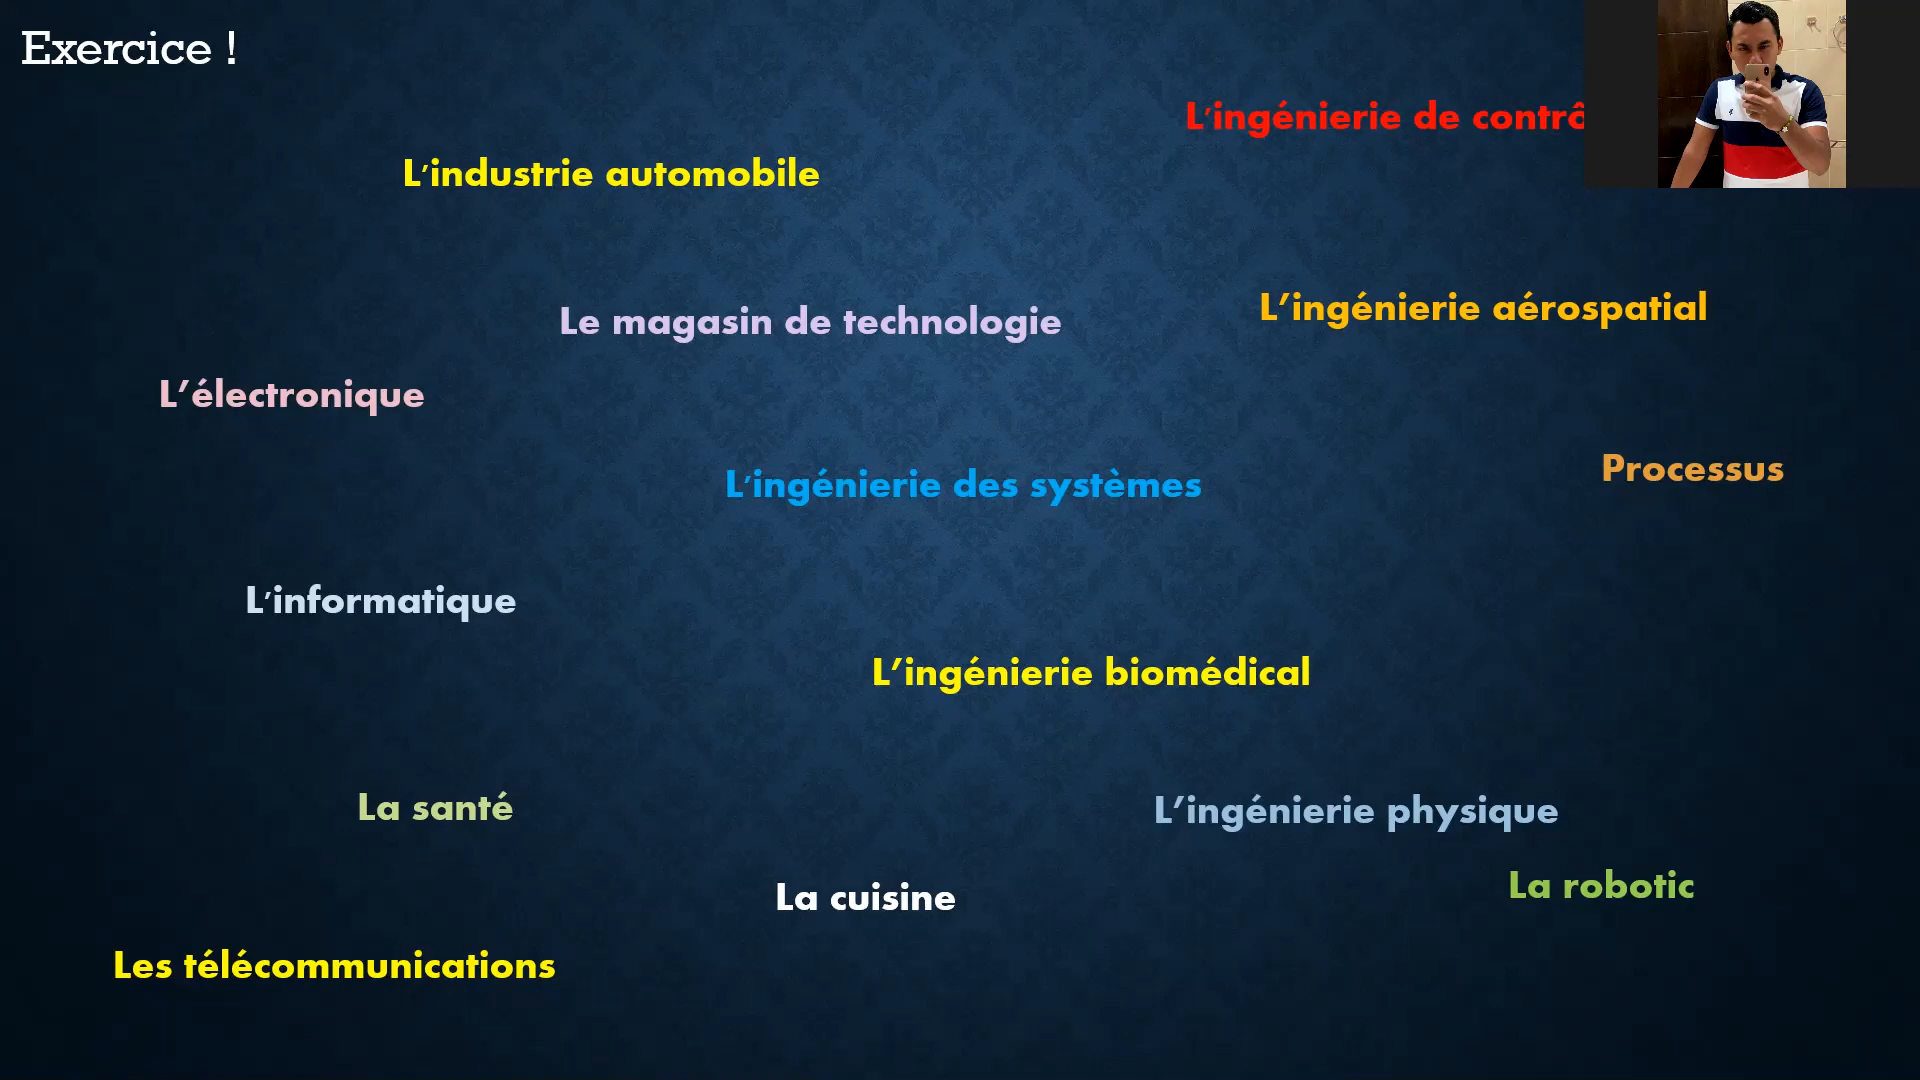 Exercice !
L'ingénierie de contrô
L'industrie automobile
L'ingénierie aérospatial
Le magasin de technologie
L'électronique
Processus
L'ingénierie des systèmes
L'informatique
L'ingénierie biomédical
La santé
L'ingénierie physique
La robotic
La cuisine
Les télécommunications